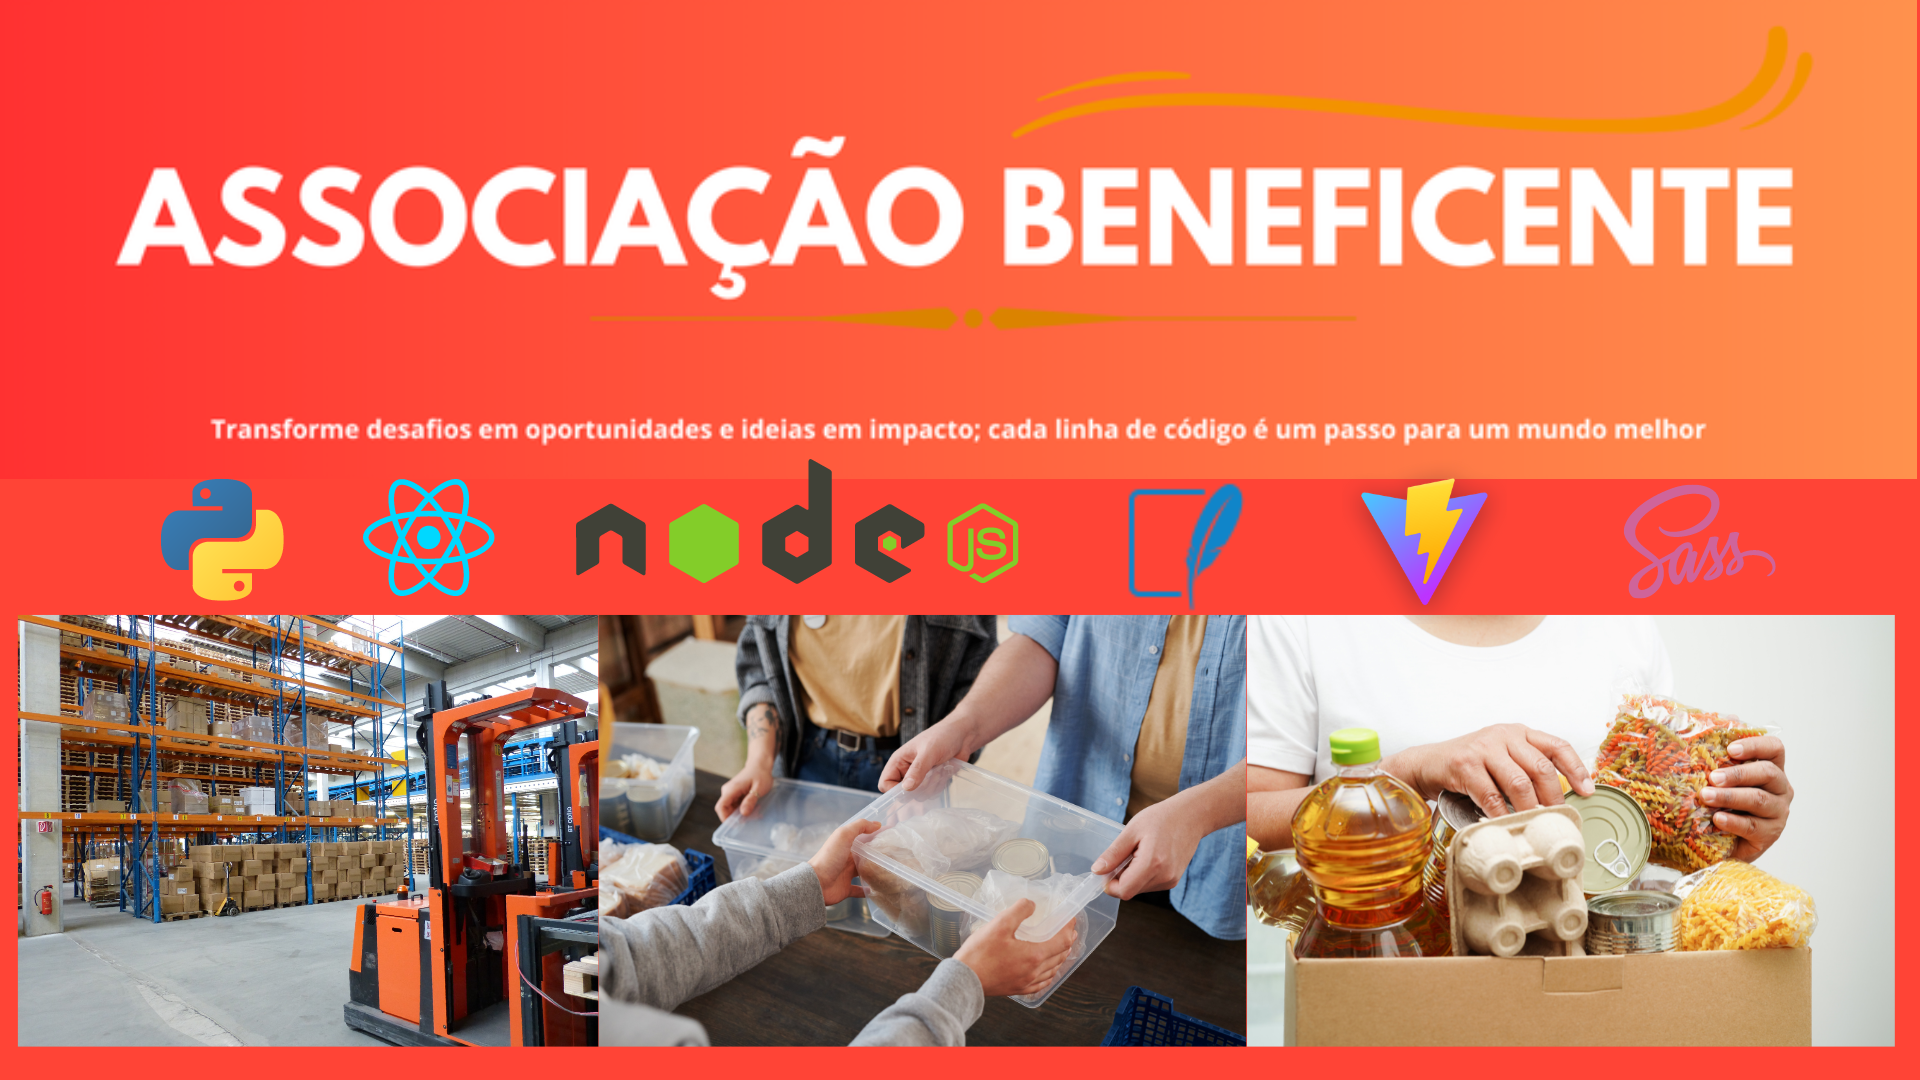 ASSOCIAÇÃO BENEFICENTE
Transforme desafios em oportunidades e ideias em impacto; cada linha de código é um passo para um mundo melhor
node JS
Sass